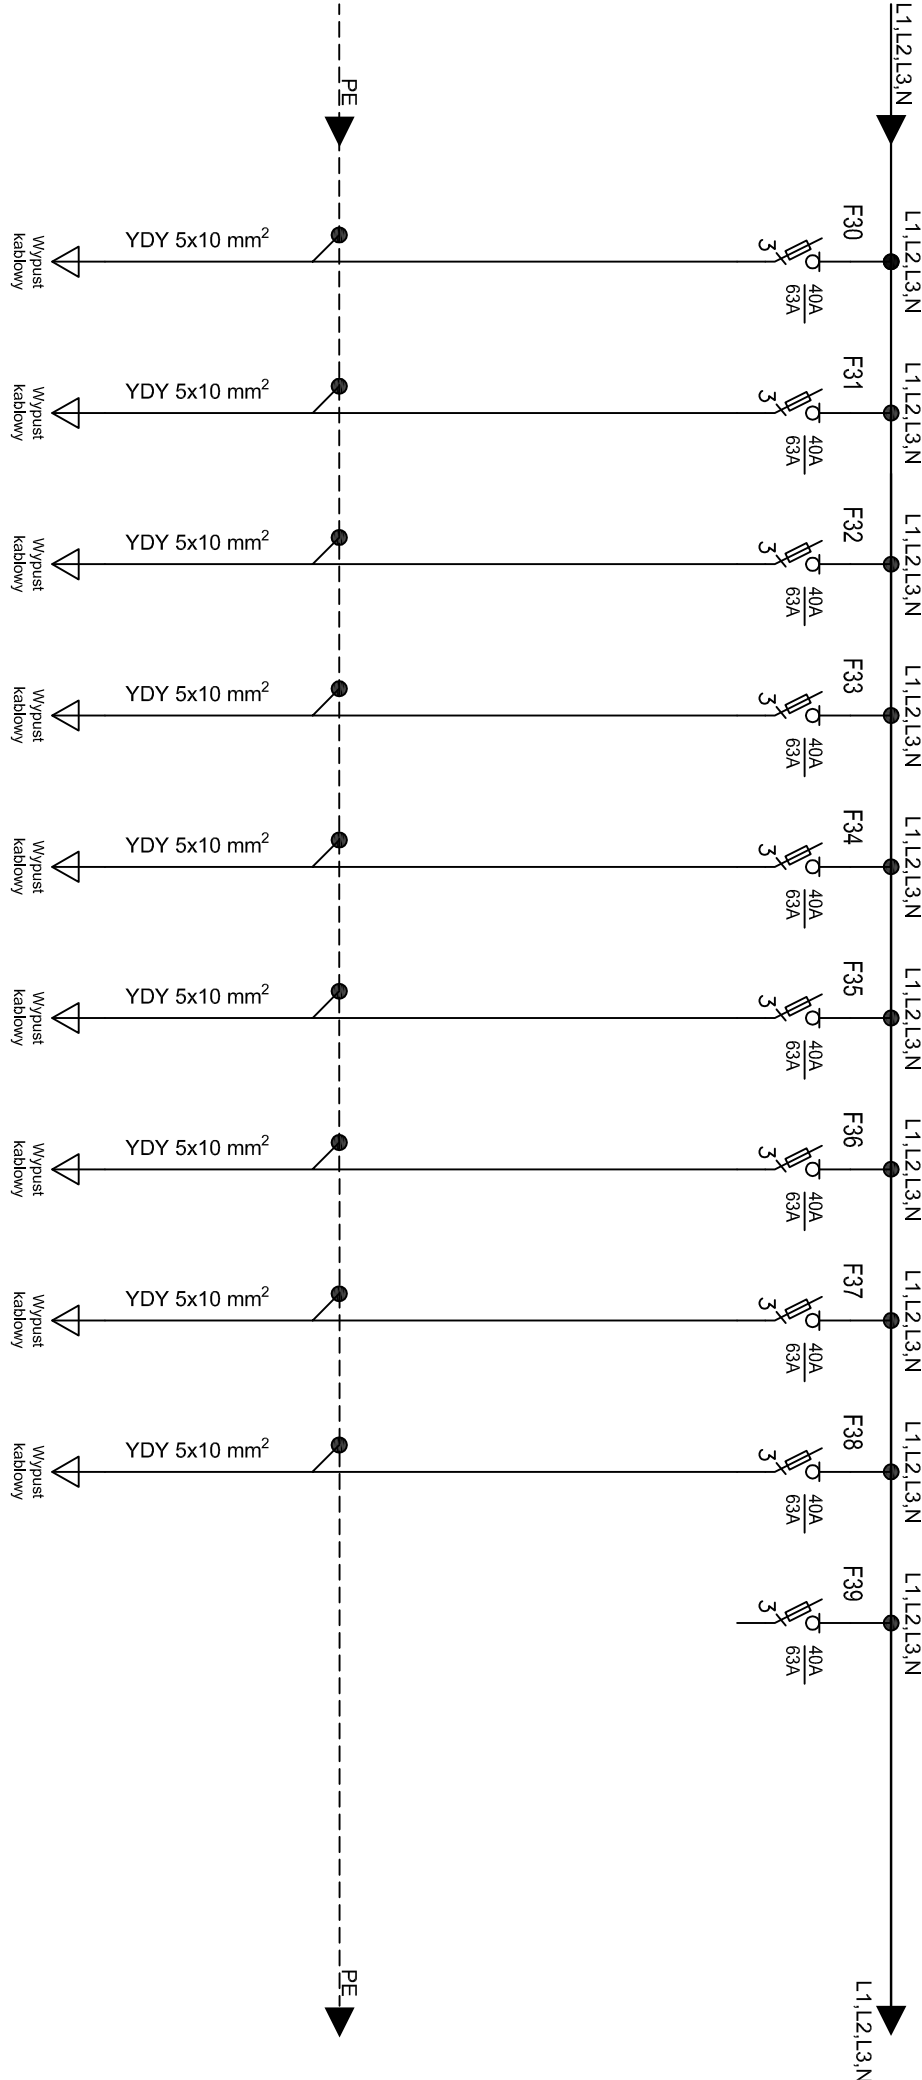 L1,L2,L3,N
PE
L1,L2,L3,N
F30
3
40A
63A
YDY 5x10 mm²
Wypust
kablowy
L1,L2,L3,N
F31
3
40A
63A
YDY 5x10 mm²
Wypust
kablowy
L1,L2,L3,N
F32
3
40A
63A
YDY 5x10 mm²
Wypust
kablowy
L1,L2,L3,N
F33
3
40A
63A
YDY 5x10 mm²
Wypust
kablowy
L1,L2,L3,N
F34
3
40A
63A
YDY 5x10 mm²
Wypust
kablowy
L1,L2,L3,N
F35
3
40A
63A
YDY 5x10 mm²
Wypust
kablowy
L1,L2,L3,N
F36
3
40A
63A
YDY 5x10 mm²
Wypust
kablowy
L1,L2,L3,N
F37
3
40A
63A
YDY 5x10 mm²
Wypust
kablowy
L1,L2,L3,N
F38
3
40A
63A
YDY 5x10 mm²
Wypust
kablowy
L1,L2,L3,N
F39
3
40A
63A
PE
L1,L2,L3,N